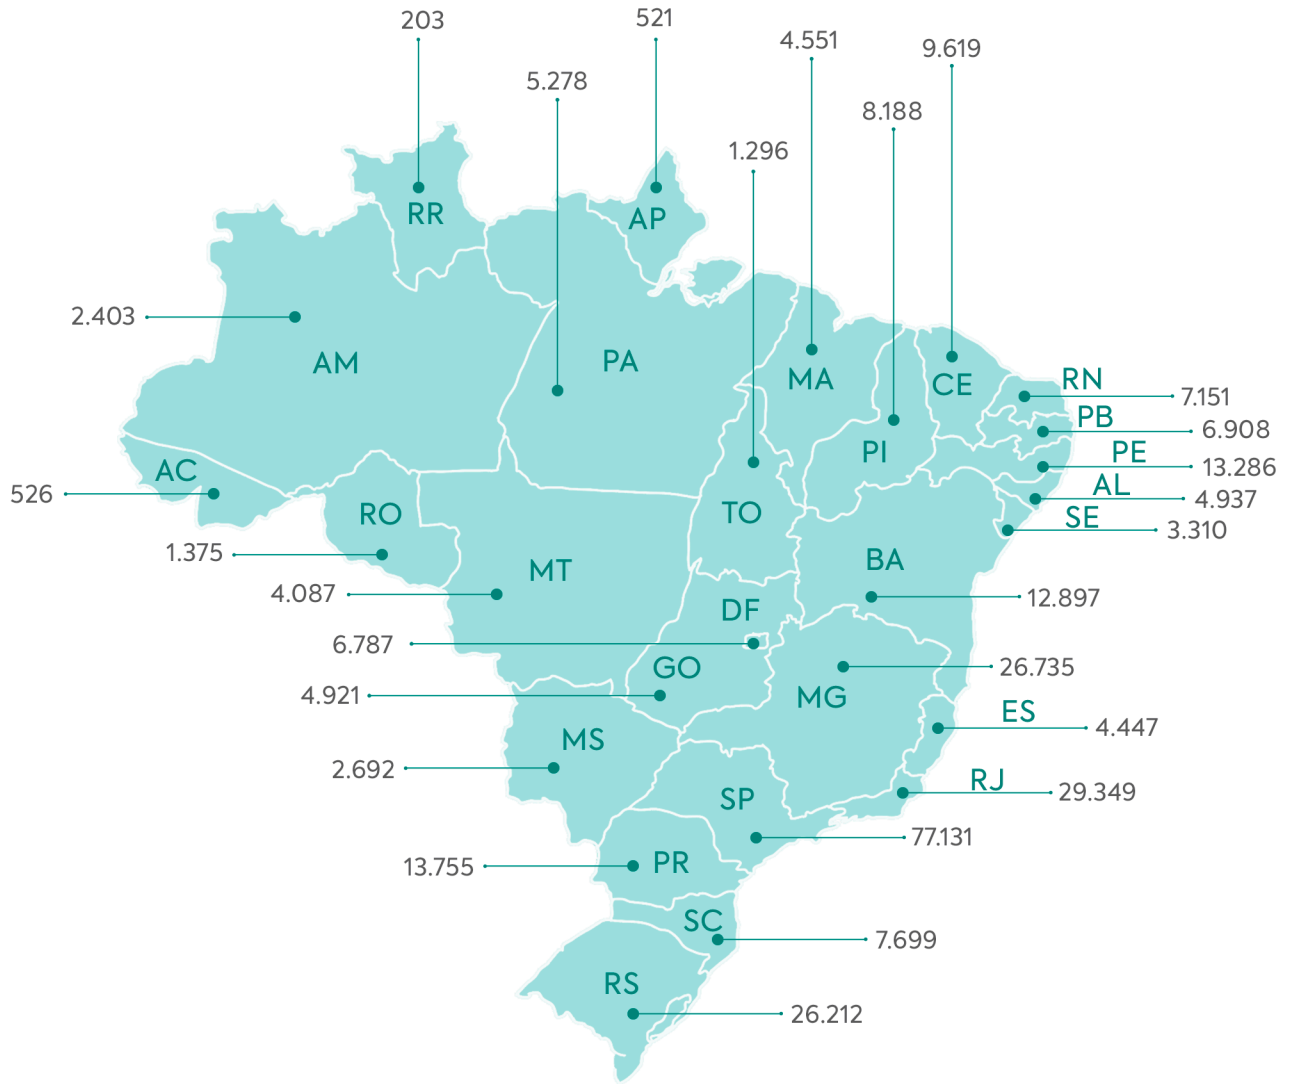 203
521
4.551
9.619
5.278
8.188
1.296
RR
AP
2.403
AM
PA
MA
CE
RN
7.151
PB
6.908
PI
PE
13.286
AC
526
AL
4.937
RO
TO
SE
3.310
1.375
BA
MT
4.087
12.897
DF
6.787
GO
26.735
4.921
MG
ES
4.447
MS
2.692
RJ
29.349
SP
77.131
PR
13.755
SC
7.699
RS
26.212